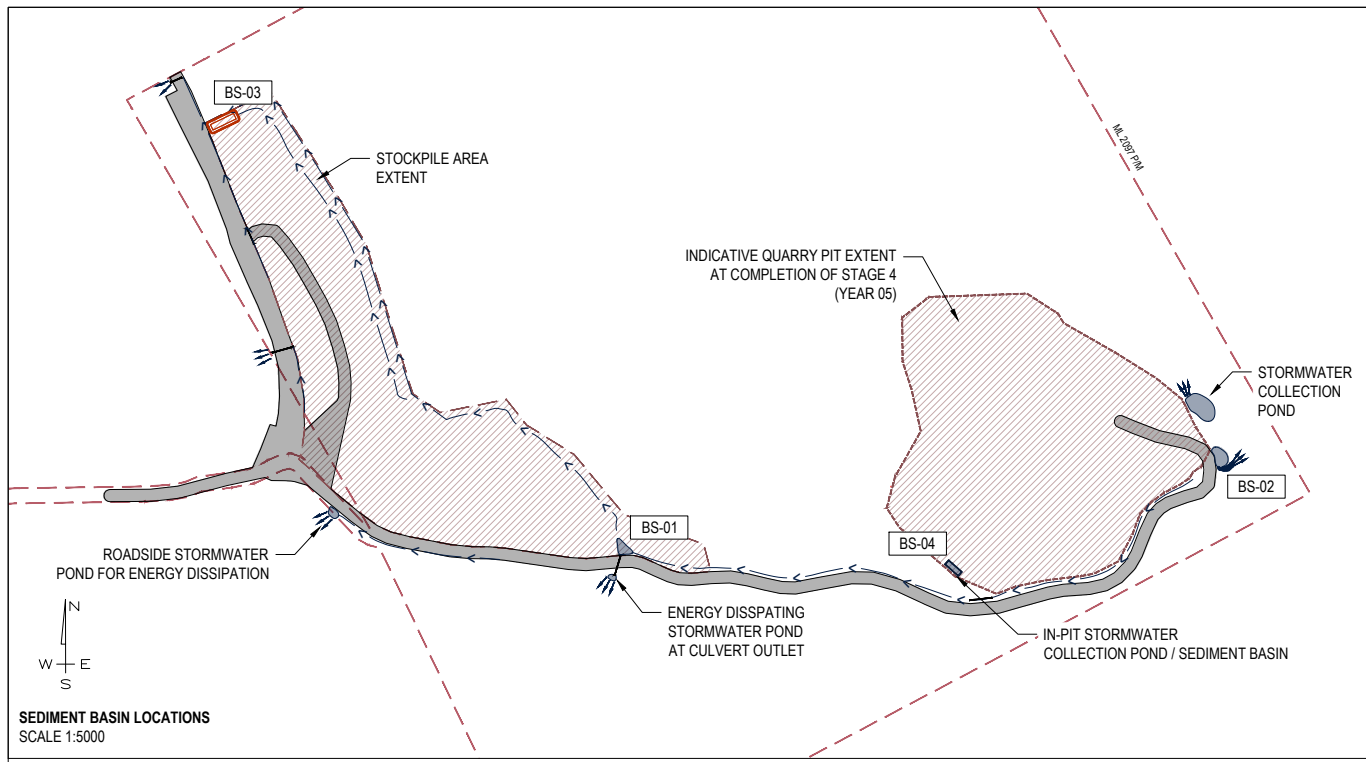 BS-03
STOCKPILE AREA
EXTENT
ML 2097 P/M
INDICATIVE QUARRY PIT EXTENT
AT COMPLETION OF STAGE 4
(YEAR 05)
STORMWATER
COLLECTION
POND
BS-02
BS-01
BS-04
ROADSIDE STORMWATER
POND FOR ENERGY DISSIPATION
ENERGY DISSPATING
STORMWATER POND
AT CULVERT OUTLET
IN-PIT STORMWATER
COLLECTION POND / SEDIMENT BASIN
N
W E
S
SEDIMENT BASIN LOCATIONS
SCALE 1:5000